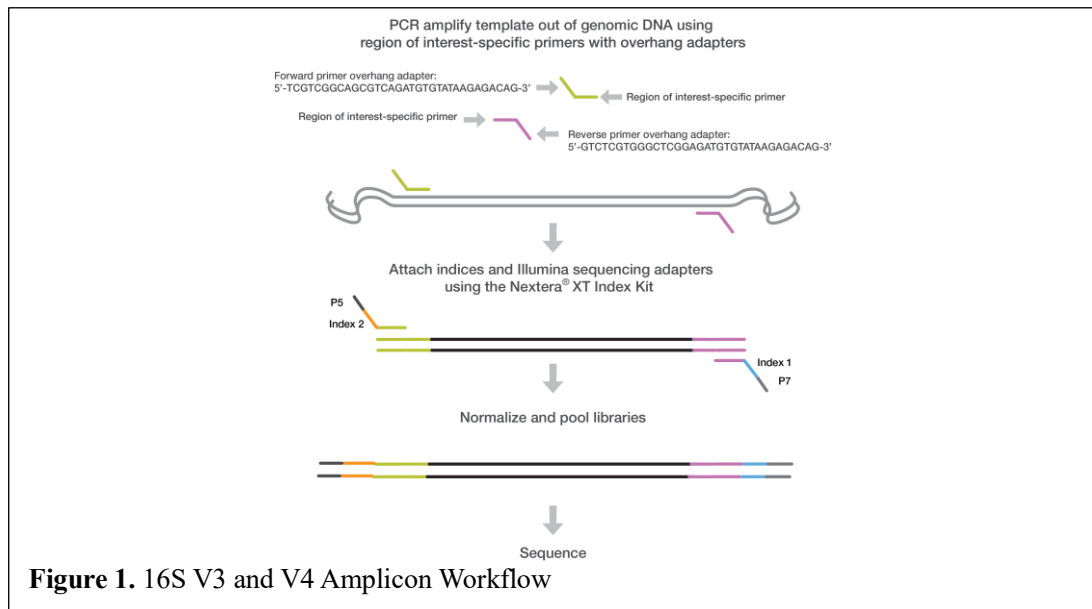 PCR amplify template out of genomic DNA using
region of interest-specific primers with overhang adapters
Forward primer overhang adapter:
5'-TCGTCGGCAGCGTCAGATGTGTATAAGAGACAG-3'
Region of interest-specific primer
Region of interest-specific primer
Reverse primer overhang adapter:
5'-GTCTCGTGGGCTCGGAGATGTGTATAAGAGACAG-3'
Attach indices and Illumina sequencing adapters
using the Nextera® XT Index Kit
P5
Index 2
Index 1
P7
Normalize and pool libraries
Sequence
Figure 1. 16S V3 and V4 Amplicon Workflow